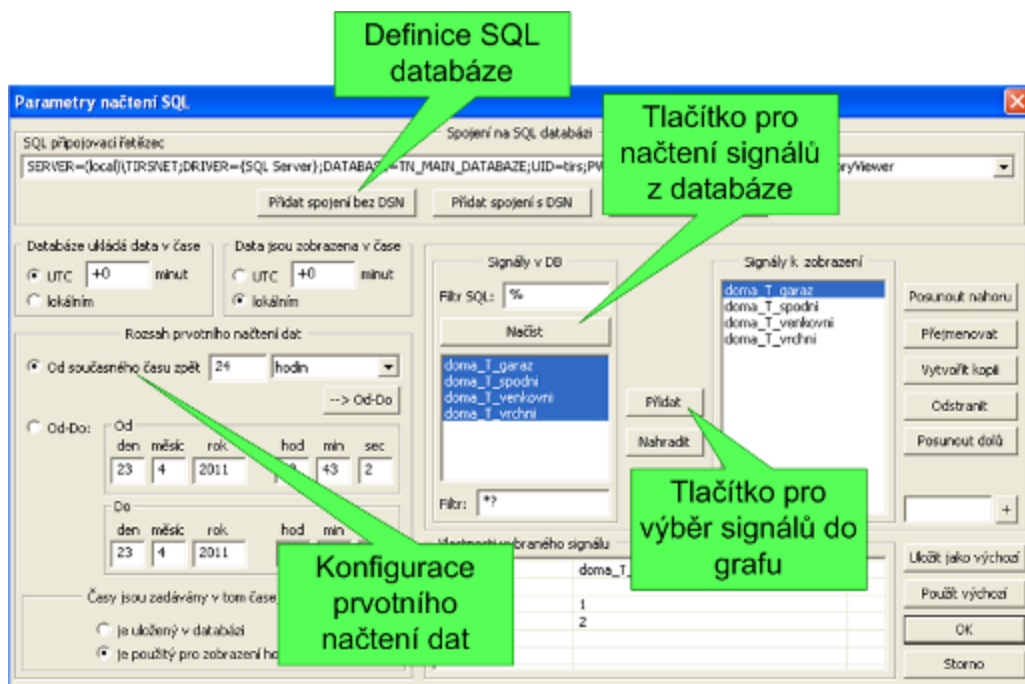 Definice SQL
databáze
Parametry načtení SQL
Tlačítko pro
načtení signálů
z databáze
Spojení na SQL databázi
SQL připojovací řetězec
SERVER=(local)\TIRSNET;DRIVER={SQL Server};DATABASE=TN_MAIN_DATABAZE;UID=tirs;
Přidat spojení bez DSN
Přidat spojení s DSN
Databáze ukládá data v čase
UTC +0 minut
lokálním
Data jsou zobrazena v čase
UTC +0 minut
lokálním
Rozsah prvotního načtení dat
Od současného času zpět 24 hodin
--> Od-Do
Od-Do:
Od
den měsíc rok hod min sec
23 4 2011 43 2
Do
den měsíc rok hod min
23 4 2011
Časy jsou zadávány v tom čase,
je uložený v databázi
je použitý pro zobrazení
Konfigurace
prvotního
načtení dat
Signály v DB
Filtr SQL: %
Načíst
doma_T_garaz
doma_T_spodni
doma_T_venkovni
doma_T_vrchni
Filtr: *?
Přidat
Nahradit
Signály k zobrazení
doma_T_garaz
doma_T_spodni
doma_T_venkovni
doma_T_vrchni
Tlačítko pro
výběr signálů do
grafu
Posunout nahoru
Přejmenovat
Vytvořit kopii
Odstranit
Posunout dolů
+
vybraného signálu
1
2
Uložit jako výchozí
Použít výchozí
OK
Storno